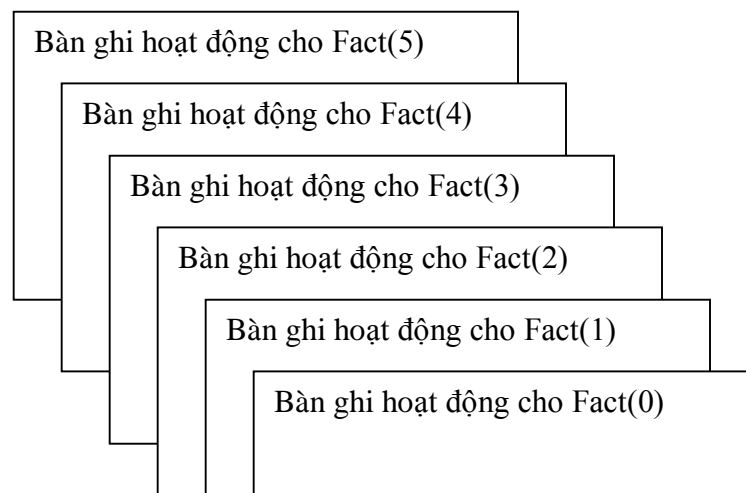 Bàn ghi hoạt động cho Fact(5)
Bàn ghi hoạt động cho Fact(4)
Bàn ghi hoạt động cho Fact(3)
Bàn ghi hoạt động cho Fact(2)
Bàn ghi hoạt động cho Fact(1)
Bàn ghi hoạt động cho Fact(0)